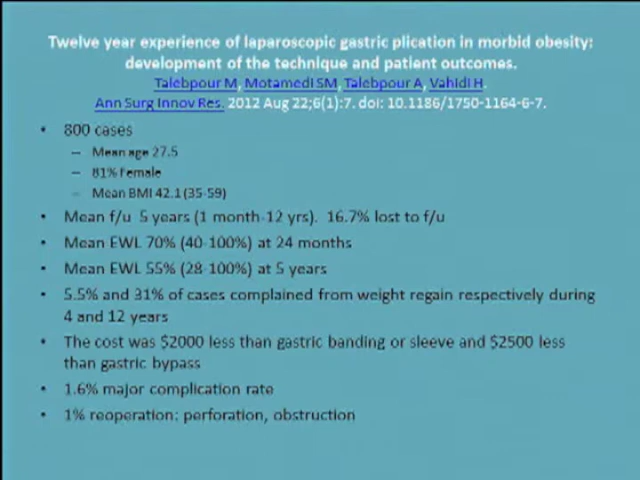 Twelve year experience of laparoscopic gastric plication in morbid obesity:
development of the technique and patient outcomes.
Talebpour M, Motamedi SM, Talebpour A, Vahidi H.
Ann Surg Innov Res. 2012 Aug 22;6(1):7. doi: 10.1186/1750-1164-6-7.
• 800 cases
– Mean age 27.5
– 81% Female
– Mean BMI 42.1 (35-59)
• Mean f/u 5 years (1 month-12 yrs). 16.7% lost to f/u
• Mean EWL 70% (40-100%) at 24 months
• Mean EWL 55% (28-100%) at 5 years
• 5.5% and 31% of cases complained from weight regain respectively during
4 and 12 years
• The cost was $2000 less than gastric banding or sleeve and $2500 less
than gastric bypass
• 1.6% major complication rate
• 1% reoperation: perforation, obstruction